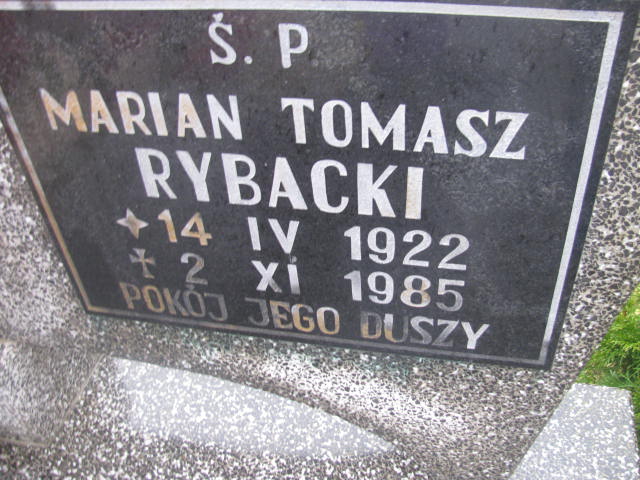 Ś. P
MARIAN TOMASZ
RYBACKI
14 IV 1922
2 XI 1985
POKÓJ JEGO DUSZY